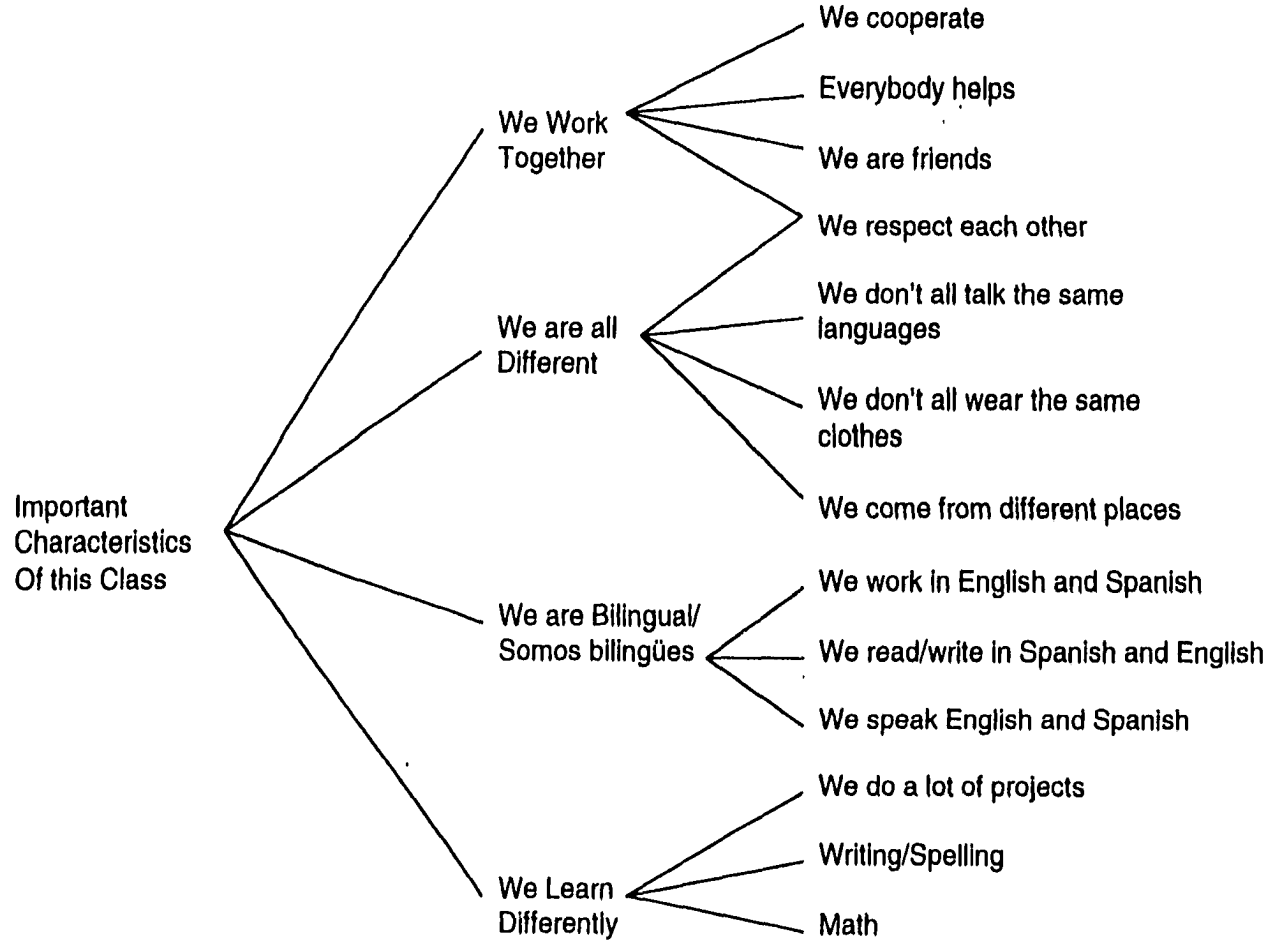 We cooperate
Everybody helps
We Work
Together
We are friends
We respect each other
We don't all talk the same
languages
We are all
Different
We don't all wear the same
clothes
Important
Characteristics
Of this Class
We come from different places
We work in English and Spanish
We are Bilingual/
Somos bilingües
We read/write in Spanish and English
We speak English and Spanish
We do a lot of projects
Writing/Spelling
We Learn
Differently
Math